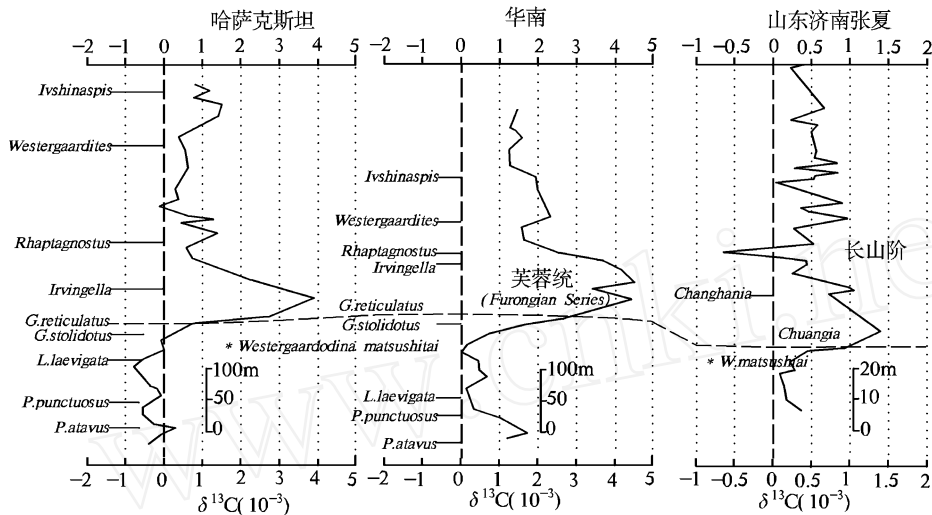 哈萨克斯坦
华南
山东济南张夏
−2 −1 0 1 2 3 4 5
−2 −1 0 1 2 3 4 5
−1 −0.5 0 0.5 1 1.5 2
Ivshinaspis
Westergaardites
Rhaptagnostus
Irvingella
G.reticulatus
G.stolidotus
L.laevigata
P.punctuosus
P.atavus
100m
50
0
* Westergaardodina matsushitai
Ivshinaspis
Westergaardites
Rhaptagnostus
Irvingella
芙蓉统
(Furongian Series)
G.reticulatus
G.stolidotus
L.laevigata
P.punctuosus
P.atavus
100m
50
0
长山阶
Changhania
Chuangia
* W.matsushitai
20m
10
0
−2 −1 0 1 2 3 4 5
−2 −1 0 1 2 3 4 5
−1 −0.5 0 0.5 1 1.5 2
δ13C(10−3)
δ13C(10−3)
δ13C(10−3)
www.cnki.net